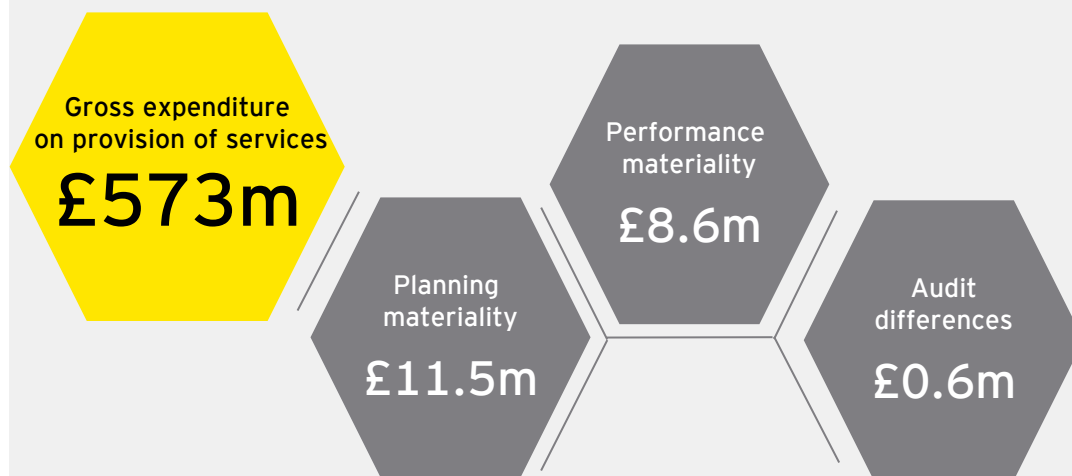 Gross expenditure
on provision of services
£573m
Planning
materiality
£11.5m
Performance
materiality
£8.6m
Audit
differences
£0.6m